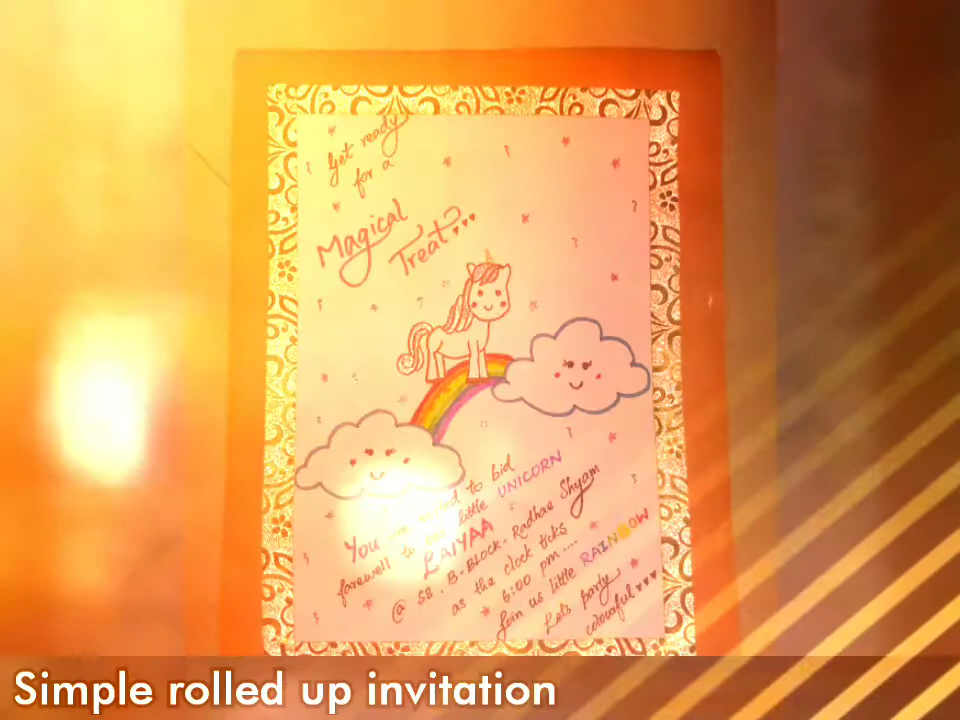 Get ready
for a
Magical
Treat...
You are invited to bid
farewell to our little UNICORN
LAIYAA
@ 52. B-BLOCK. Radhae Shyam
as the clock ticks
6:00 pm....
Join us little RAINBOW
Lets party
colourful
Simple rolled up invitation